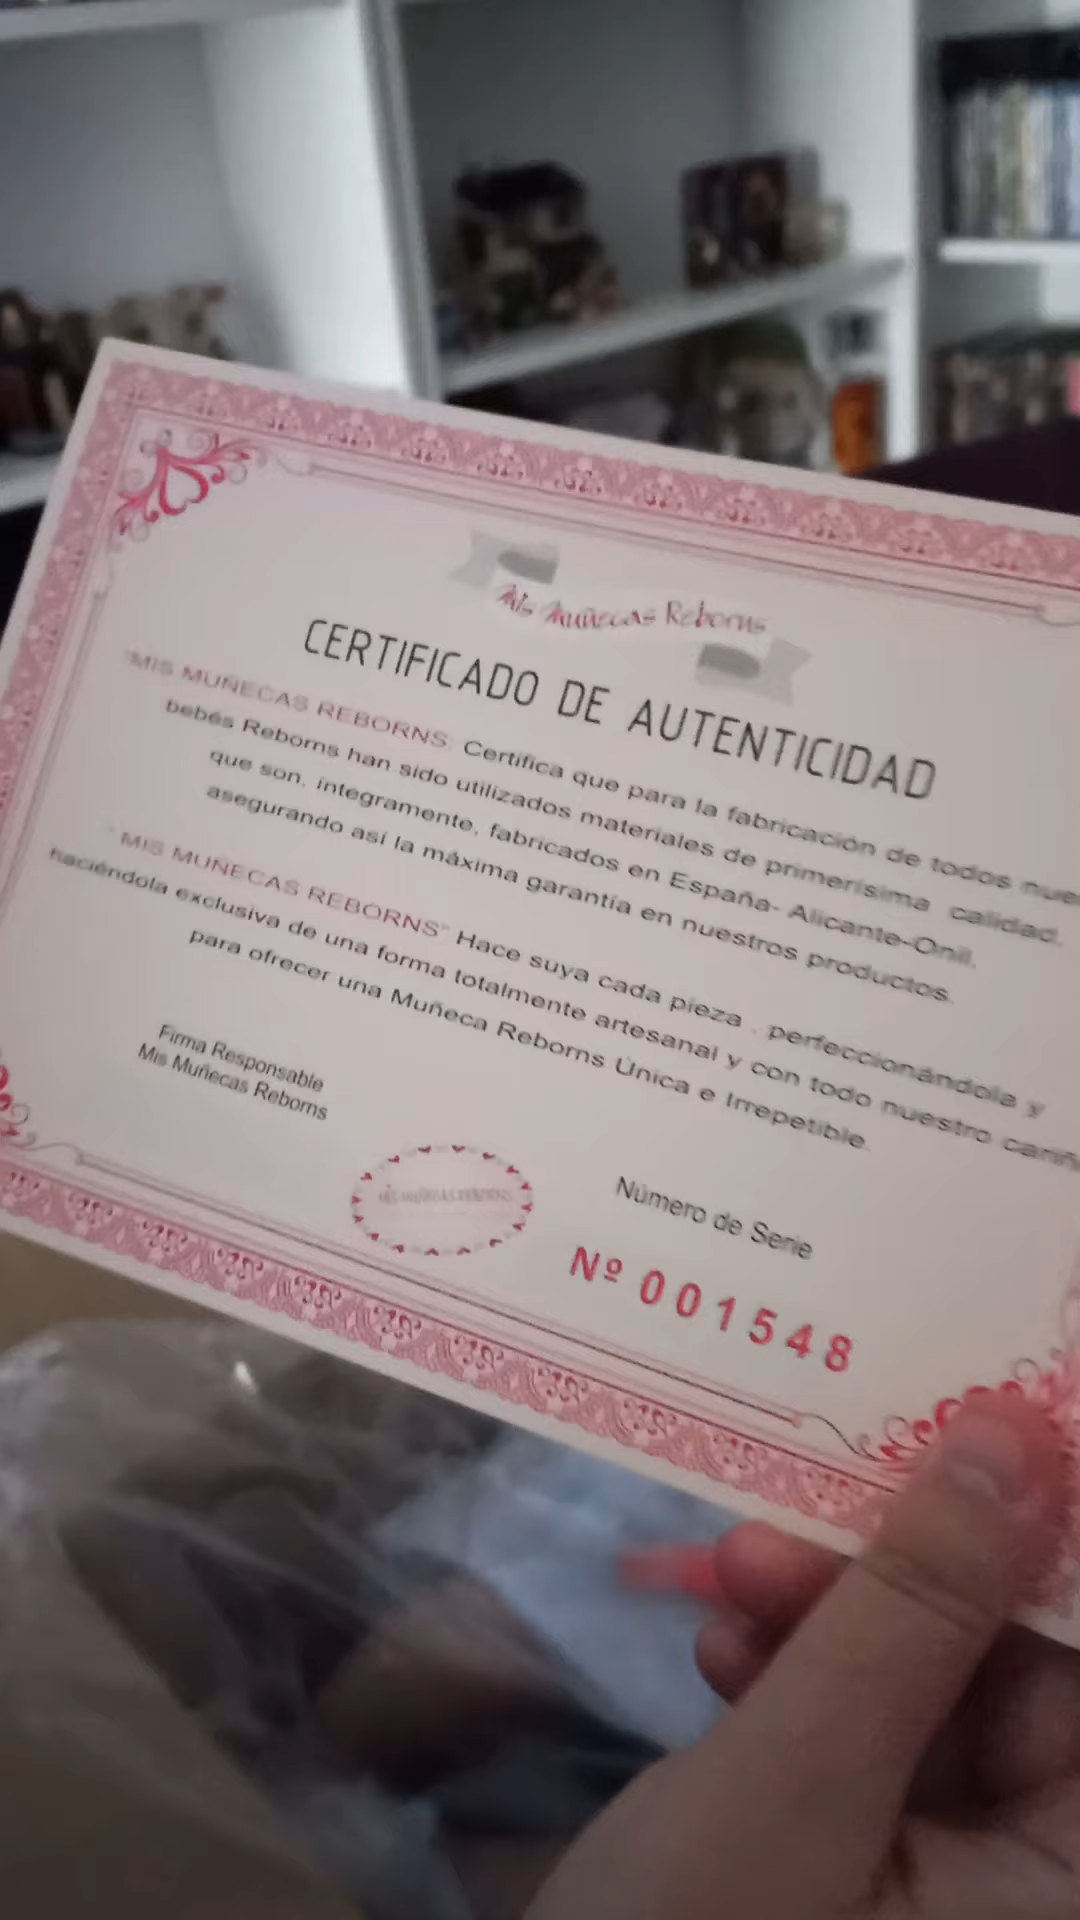 Mis Muñecas Reborns
CERTIFICADO DE AUTENTICIDAD
"MIS MUÑECAS REBORNS: Certifica que para la fabricación de todos nue
bebés Reborns han sido utilizados materiales de primerísima calidad,
que son, íntegramente, fabricados en España- Alicante-Onil,
asegurando así la máxima garantía en nuestros productos.
" MIS MUÑECAS REBORNS" Hace suya cada pieza , perfeccionándola y
haciéndola exclusiva de una forma totalmente artesanal y con todo nuestro cariñ
para ofrecer una Muñeca Reborns Única e Irrepetible.
Firma Responsable
Mis Muñecas Reborns
MIS MUÑECAS REBORNS
Número de Serie
Nº 001548